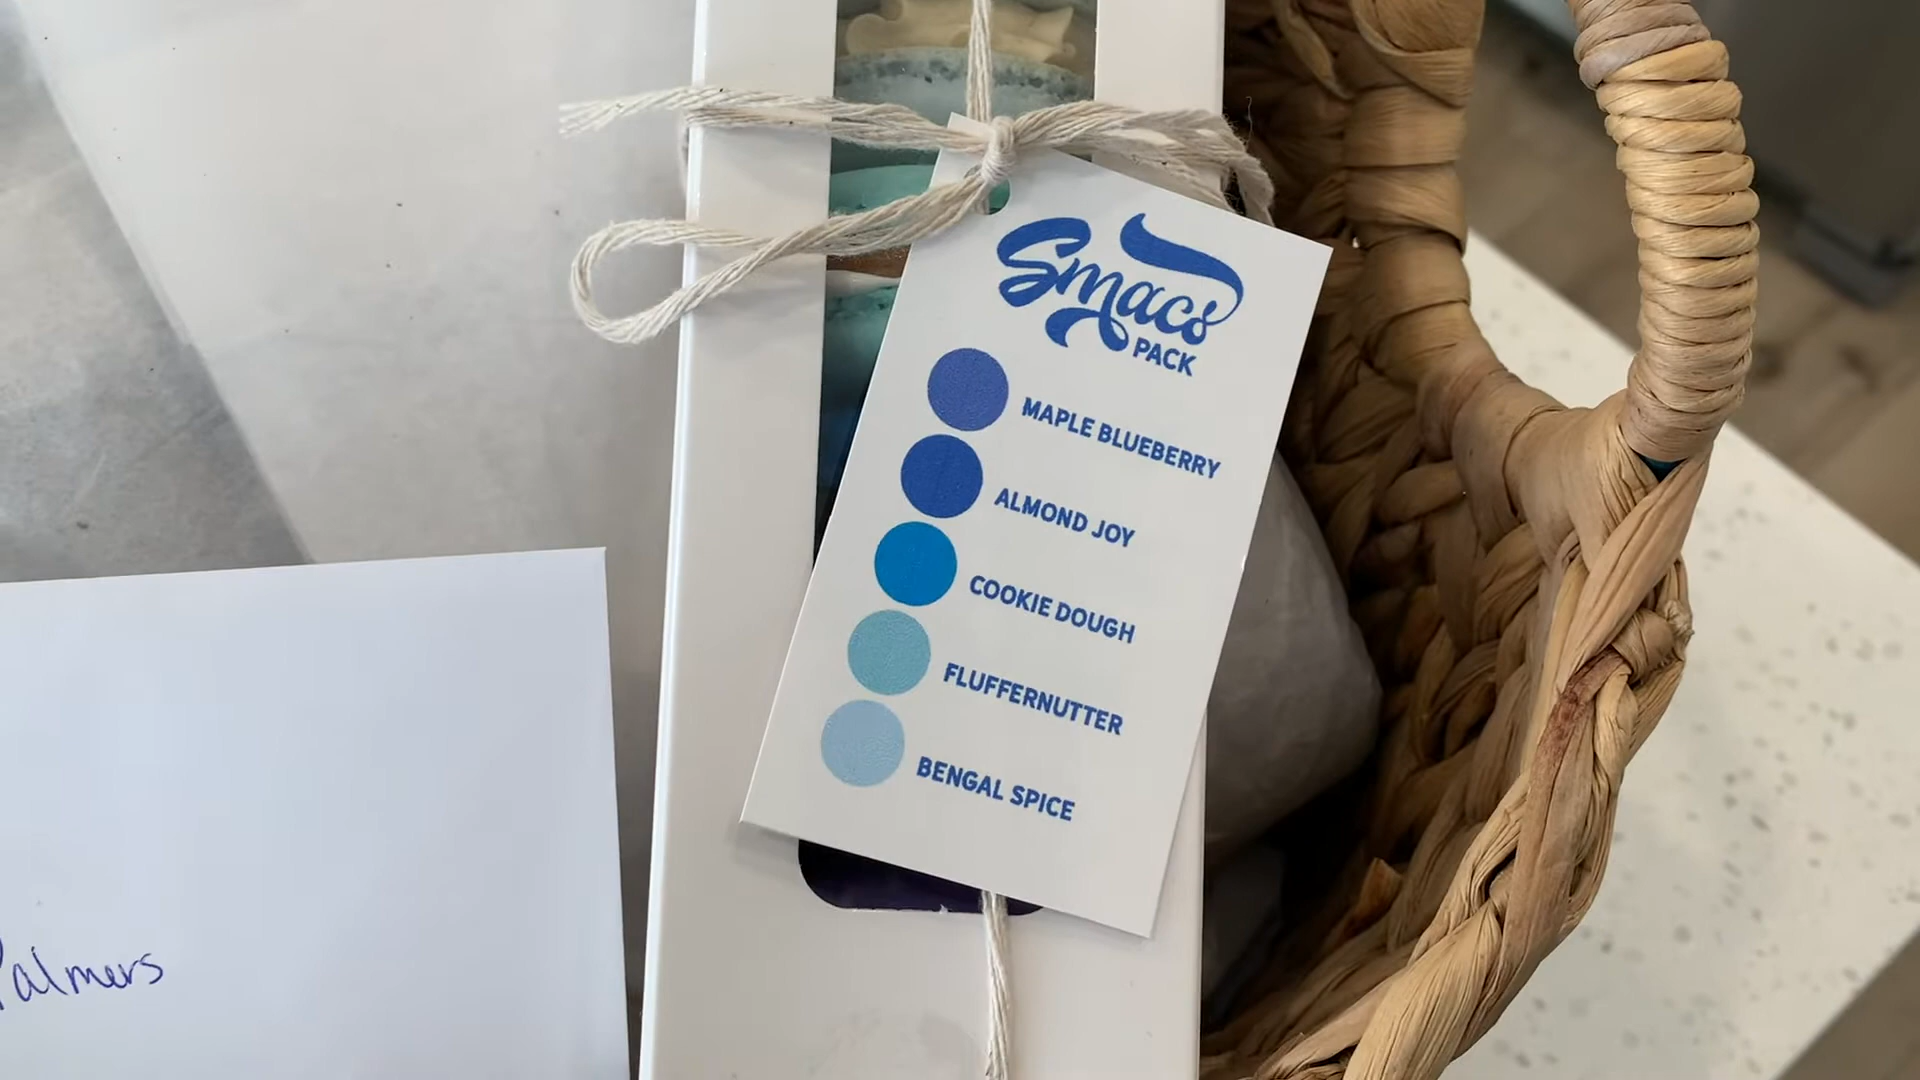 Smacs
PACK
MAPLE BLUEBERRY
ALMOND JOY
COOKIE DOUGH
FLUFFERNUTTER
BENGAL SPICE
Palmers